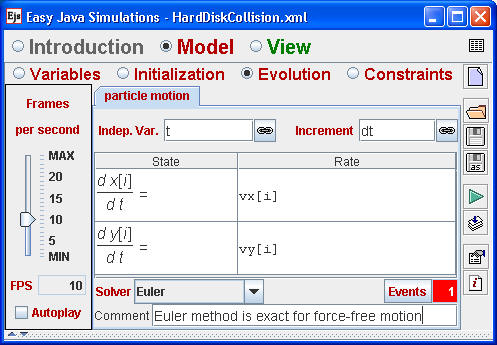 Ejs Easy Java Simulations - HardDiskCollision.xml
Introduction Model View
Variables Initialization Evolution Constraints
Frames
per second
MAX
20
15
10
5
MIN
FPS 10
Autoplay
particle motion
Indep. Var. t Increment dt
State Rate
d x[i]
d t = vx[i]
d y[i]
d t = vy[i]
Solver Euler Events 1
Comment Euler method is exact for force-free motion
as